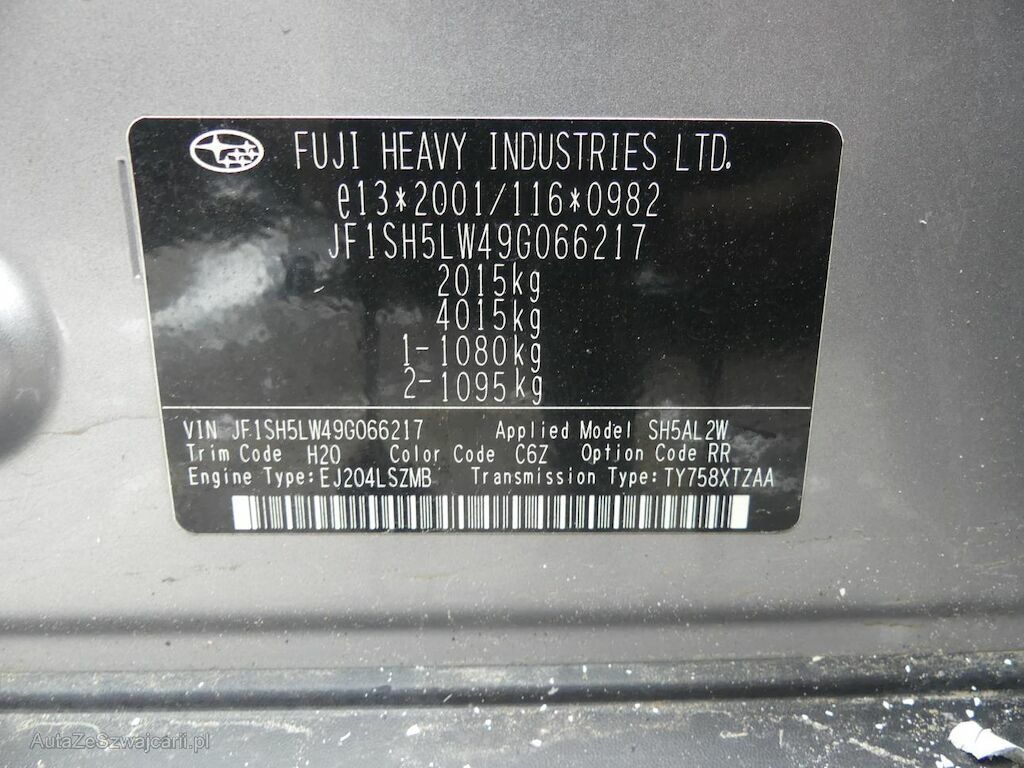 FUJI HEAVY INDUSTRIES LTD.
e13*2001/116*0982
JF1SH5LW49G066217
2015kg
4015kg
1-1080kg
2-1095kg
VIN JF1SH5LW49G066217 Applied Model SH5AL2W
Trim Code H20 Color Code C6Z Option Code RR
Engine Type:EJ204LSZMB Transmission Type:TY758XTZAA
AutaZeSzwajcarii.pl